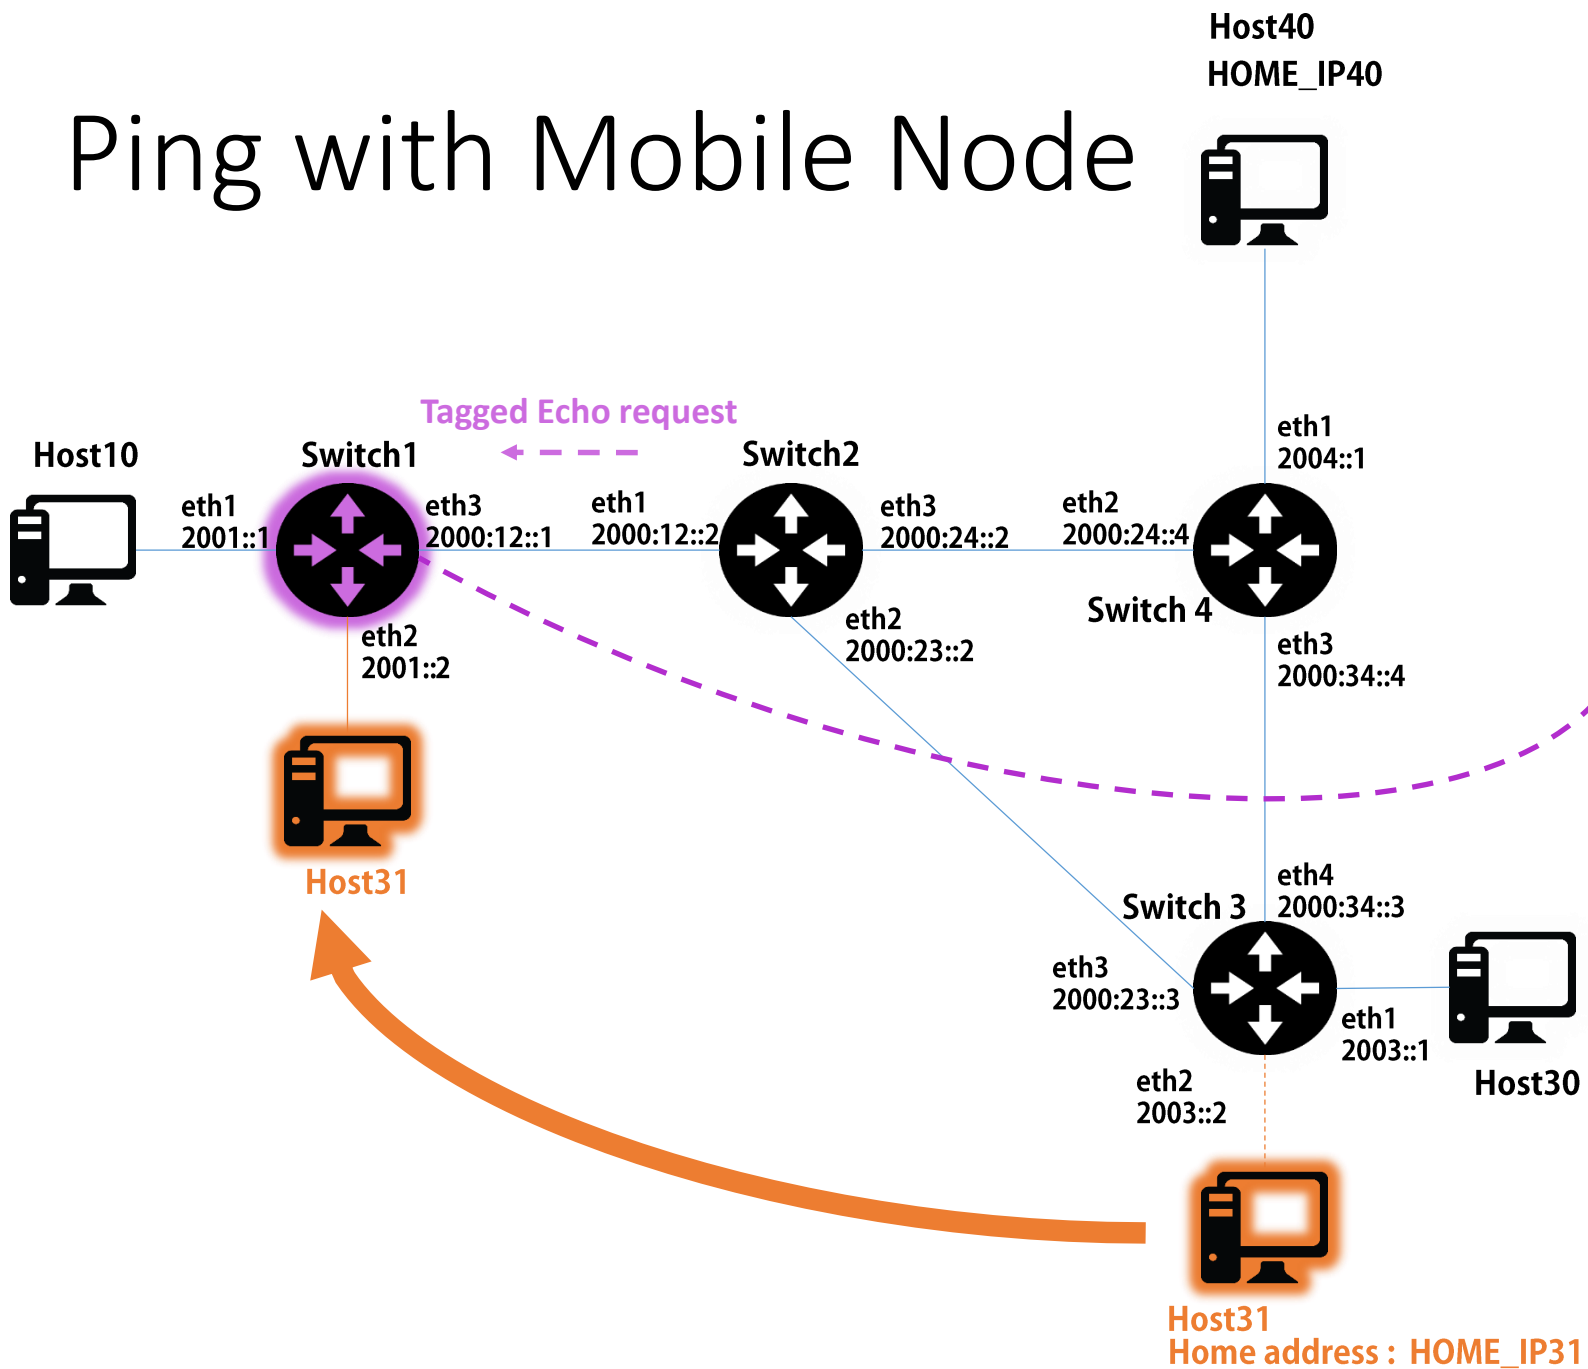 Host40
HOME_IP40
Ping with Mobile Node
Tagged Echo request
Host10
Switch1
Switch2
eth1
2004::1
eth1
2001::1
eth3
2000:12::1
eth1
2000:12::2
eth3
2000:24::2
eth2
2000:24::4
Switch 4
eth2
2001::2
eth2
2000:23::2
eth3
2000:34::4
Host31
eth4
2000:34::3
Switch 3
eth3
2000:23::3
eth1
2003::1
Host30
eth2
2003::2
Host31
Home address : HOME_IP31